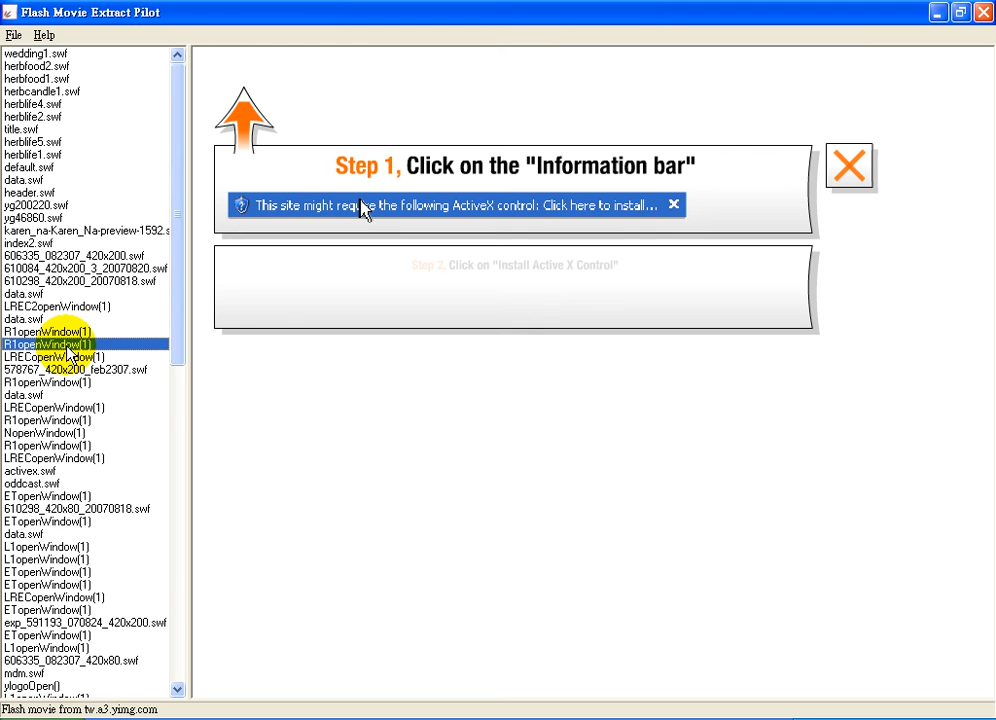 Flash Movie Extract Pilot
File Help
wedding1.swf
herbfood2.swf
herbfood1.swf
herbcandle1.swf
herblife4.swf
herblife2.swf
title.swf
herblife5.swf
herblife1.swf
default.swf
data.swf
header.swf
yg200220.swf
yg46860.swf
karen_na-Karen_Na-preview-1592.s
index2.swf
606335_082307_420x200.swf
610084_420x200_3_20070820.swf
610298_420x200_20070818.swf
data.swf
LREC2openWindow(1)
data.swf
R1openWindow(1)
R1openWindow(1)
LRECopenWindow(1)
578767_420x200_feb2307.swf
R1openWindow(1)
data.swf
LRECopenWindow(1)
R1openWindow(1)
NopenWindow(1)
R1openWindow(1)
LRECopenWindow(1)
activex.swf
oddcast.swf
ETopenWindow(1)
610298_420x80_20070818.swf
ETopenWindow(1)
data.swf
L1openWindow(1)
L1openWindow(1)
ETopenWindow(1)
ETopenWindow(1)
LRECopenWindow(1)
ETopenWindow(1)
exp_591193_070824_420x200.swf
ETopenWindow(1)
L1openWindow(1)
606335_082307_420x80.swf
mdm.swf
ylogoOpen()
L1openWindow(1)
Step 1, Click on the "Information bar"
This site might require the following ActiveX control: Click here to install...
Step 2, Click on "Install Active X Control"
Flash movie from tw.a3.yimg.com